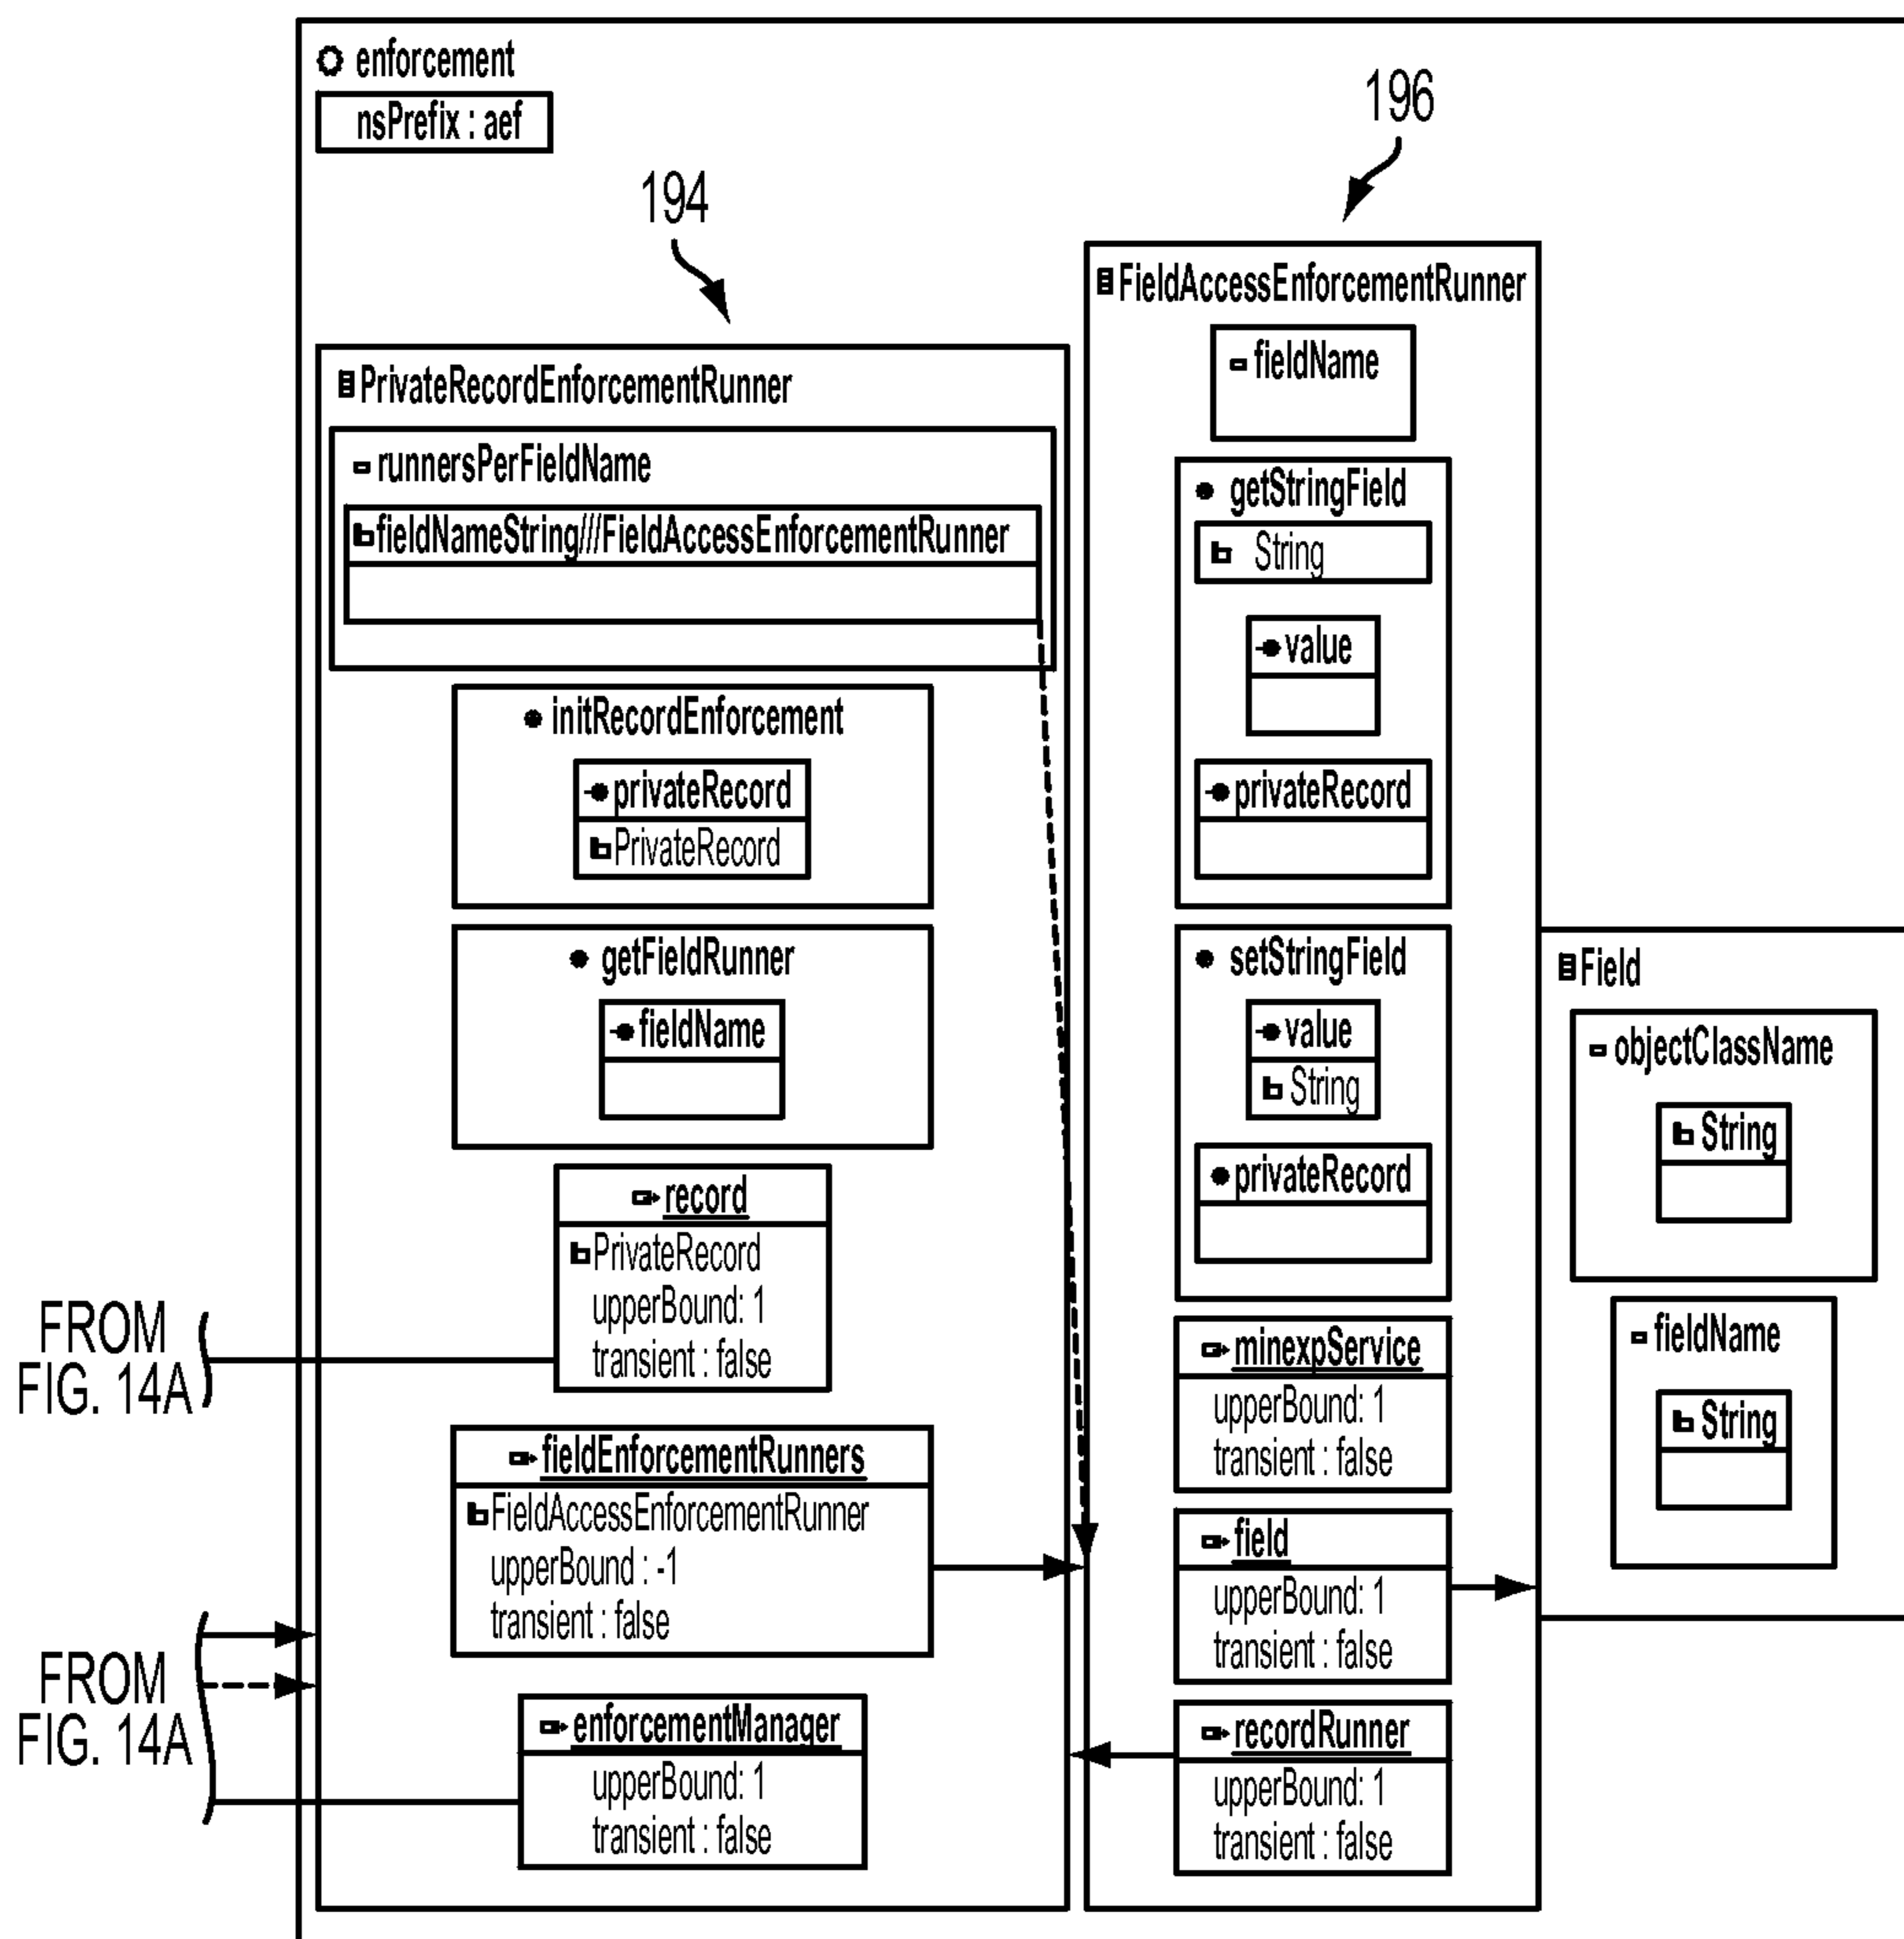 enforcement
nsPrefix : aef
194
196
PrivateRecordEnforcementRunner
runnersPerFieldName
fieldNameString///FieldAccessEnforcementRunner
initRecordEnforcement
privateRecord
PrivateRecord
getFieldRunner
fieldName
record
PrivateRecord
upperBound: 1
transient : false
fieldEnforcementRunners
FieldAccessEnforcementRunner
upperBound : -1
transient : false
enforcementManager
upperBound: 1
transient : false
FROM
FIG. 14A
FROM
FIG. 14A
FieldAccessEnforcementRunner
fieldName
getStringField
String
value
privateRecord
setStringField
value
String
privateRecord
minexpService
upperBound: 1
transient : false
field
upperBound: 1
transient : false
recordRunner
upperBound: 1
transient : false
Field
objectClassName
String
fieldName
String